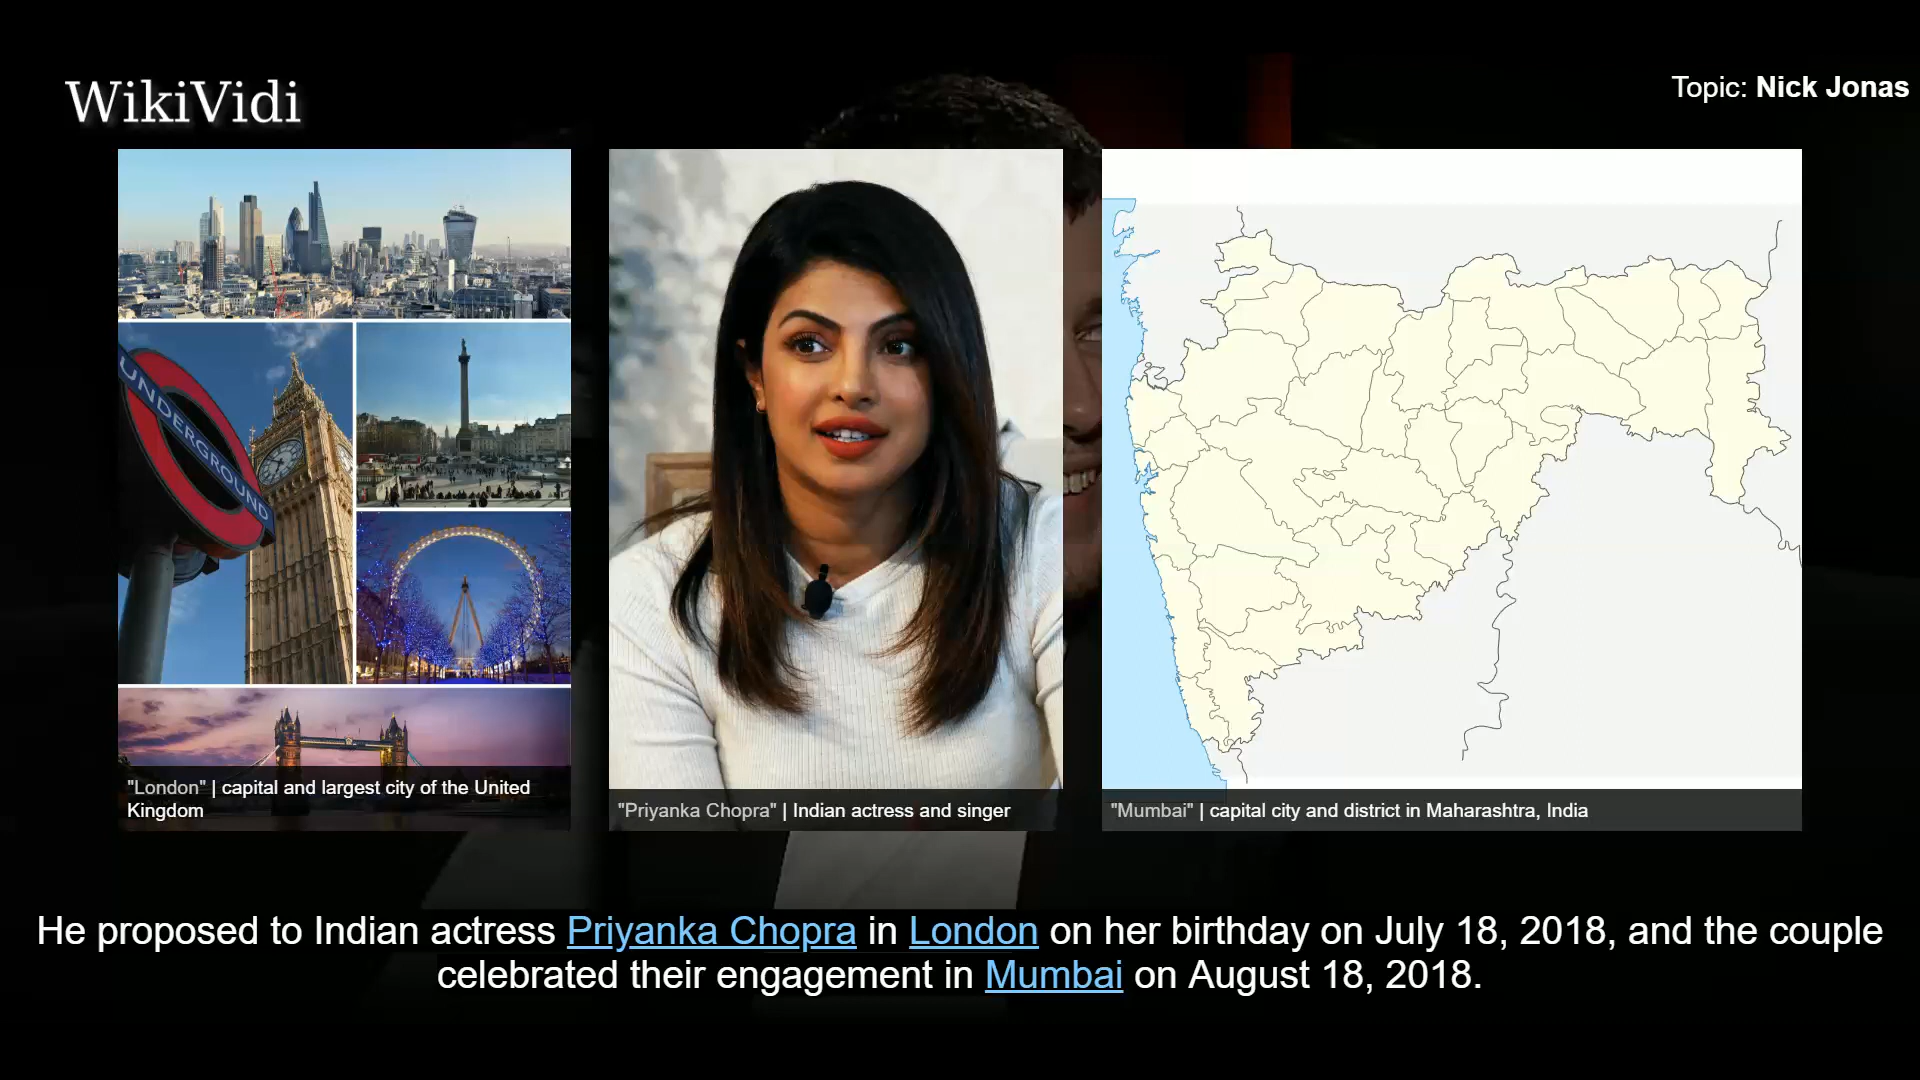 WikiVidi
Topic: Nick Jonas
UNDERGROUND
"London" | capital and largest city of the United
Kingdom
"Priyanka Chopra" | Indian actress and singer
"Mumbai" | capital city and district in Maharashtra, India
He proposed to Indian actress Priyanka Chopra in London on her birthday on July 18, 2018, and the couple
celebrated their engagement in Mumbai on August 18, 2018.